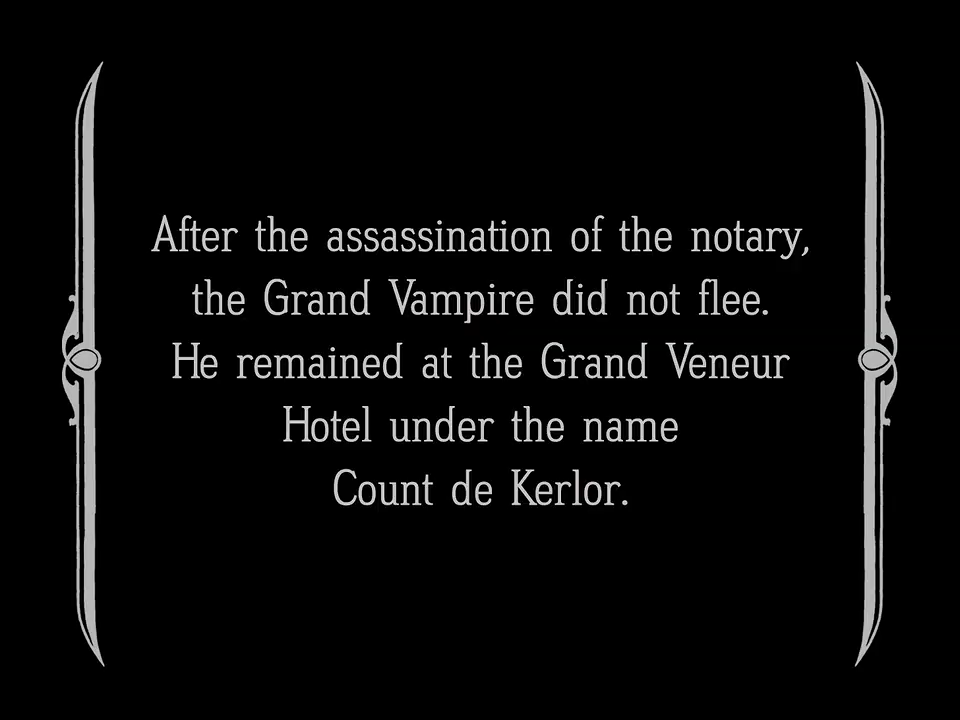 After the assassination of the notary,
the Grand Vampire did not flee.
He remained at the Grand Veneur
Hotel under the name
Count de Kerlor.